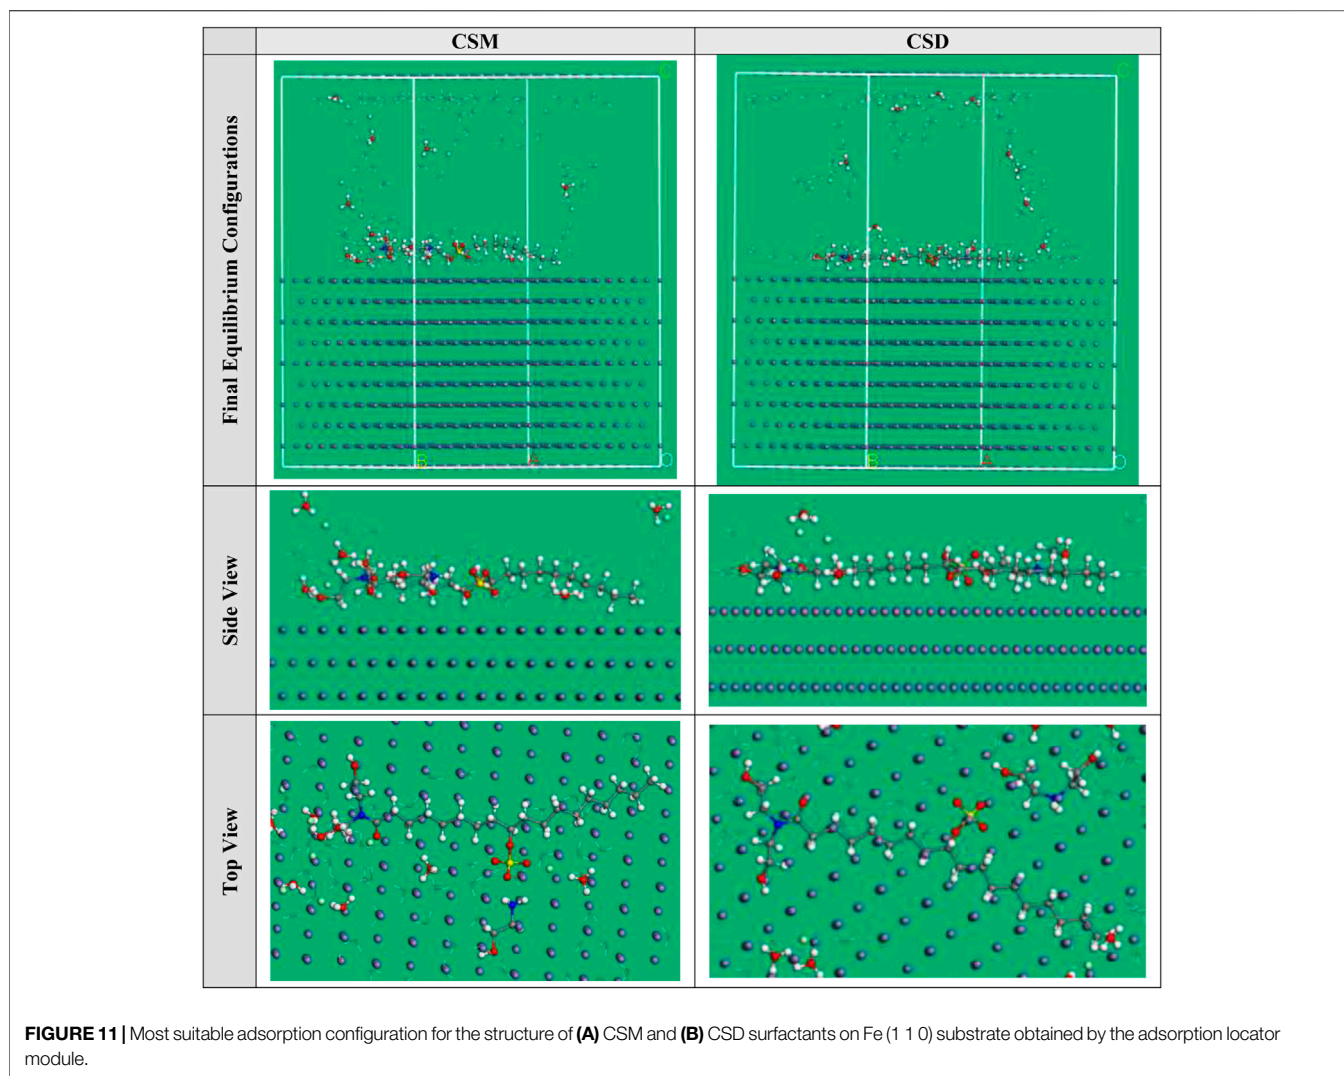 CSM
CSD
Final Equilibrium Configurations
C
B
A
O
C
B
A
O
Side View
Top View
FIGURE 11 | Most suitable adsorption configuration for the structure of (A) CSM and (B) CSD surfactants on Fe (1 1 0) substrate obtained by the adsorption locator
module.